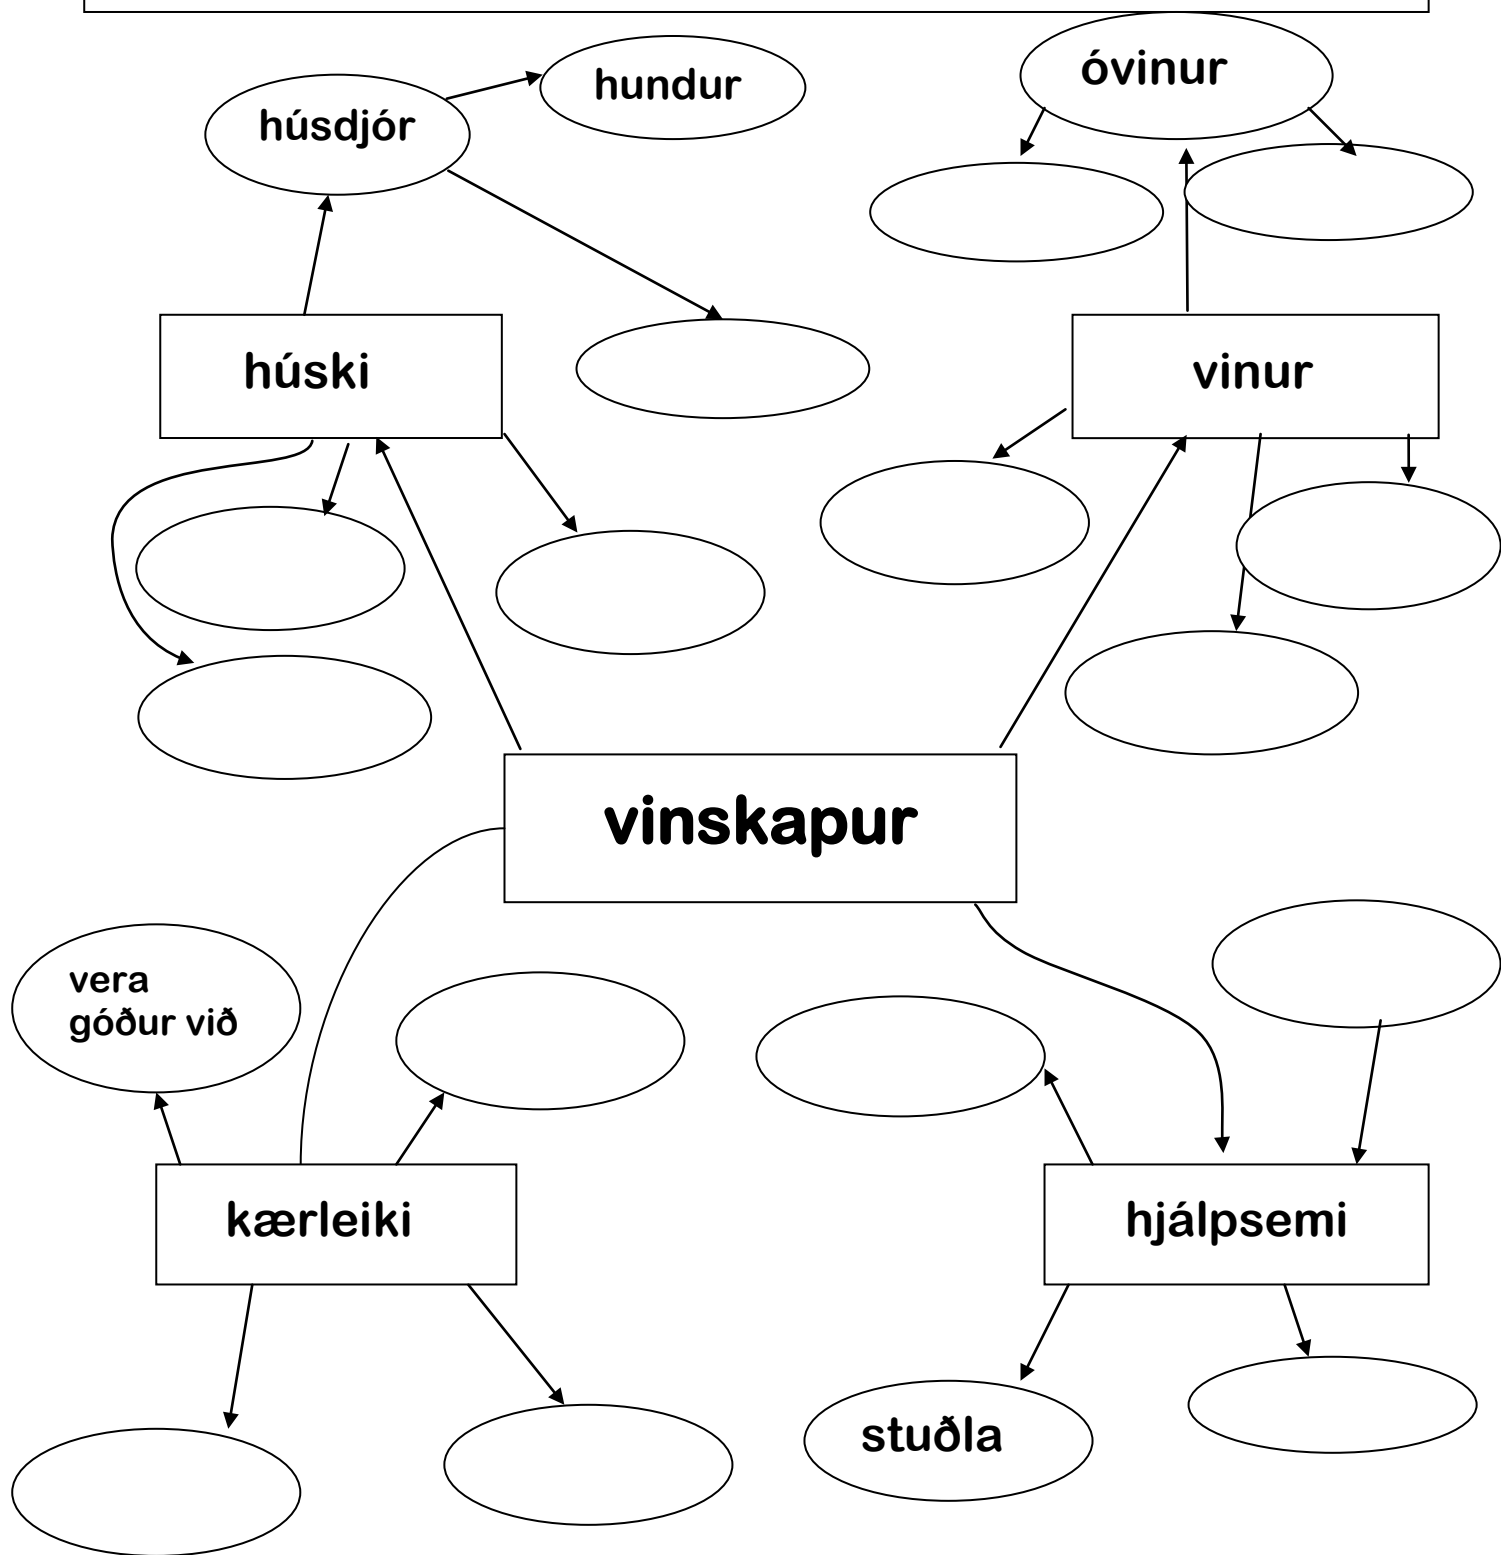 óvinur
hundur
húsdjór
húski
vinur
vinskapur
vera
góður við
kærleiki
hjálpsemi
stuðla